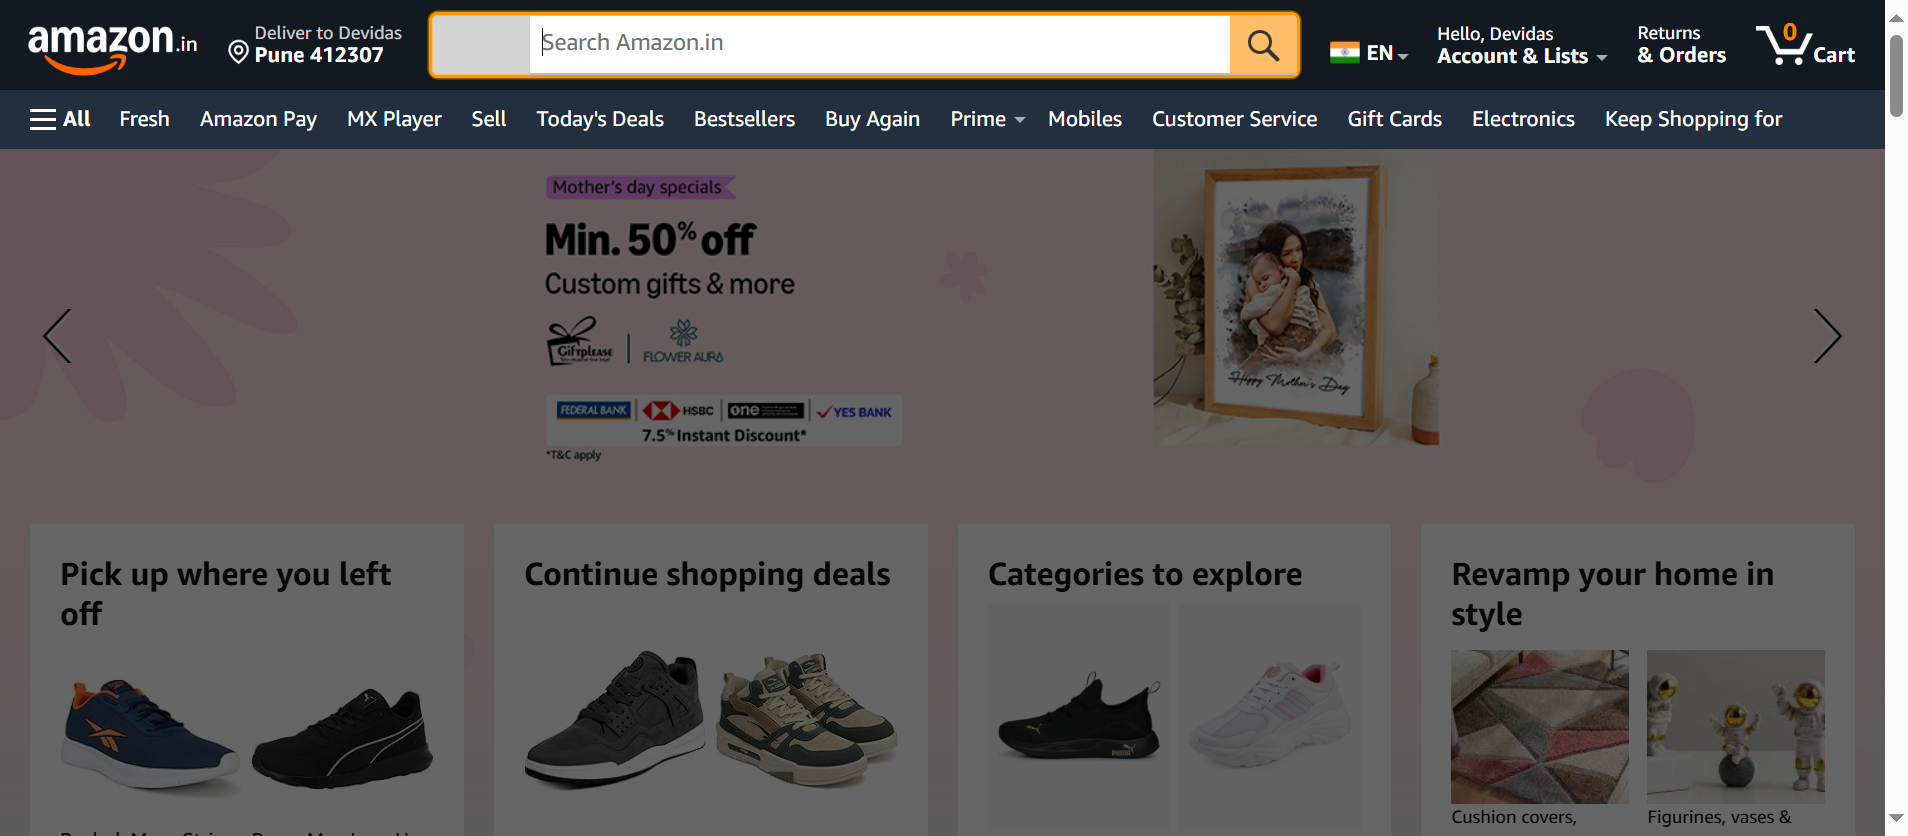 amazon.in
Deliver to Devidas
Pune 412307
Search Amazon.in
EN
Hello, Devidas
Account & Lists
Returns
& Orders
0
Cart
All
Fresh
Amazon Pay
MX Player
Sell
Today's Deals
Bestsellers
Buy Again
Prime
Mobiles
Customer Service
Gift Cards
Electronics
Keep Shopping for
Mother's day specials
Min. 50% off
Custom gifts & more
Giftplease
FLOWER AURA
FEDERAL BANK
HSBC
one
YES BANK
7.5% Instant Discount*
*T&C apply
Happy Mother's Day
Pick up where you left
off
Continue shopping deals
Categories to explore
PUMA
Revamp your home in
style
Cushion covers,
Figurines, vases &